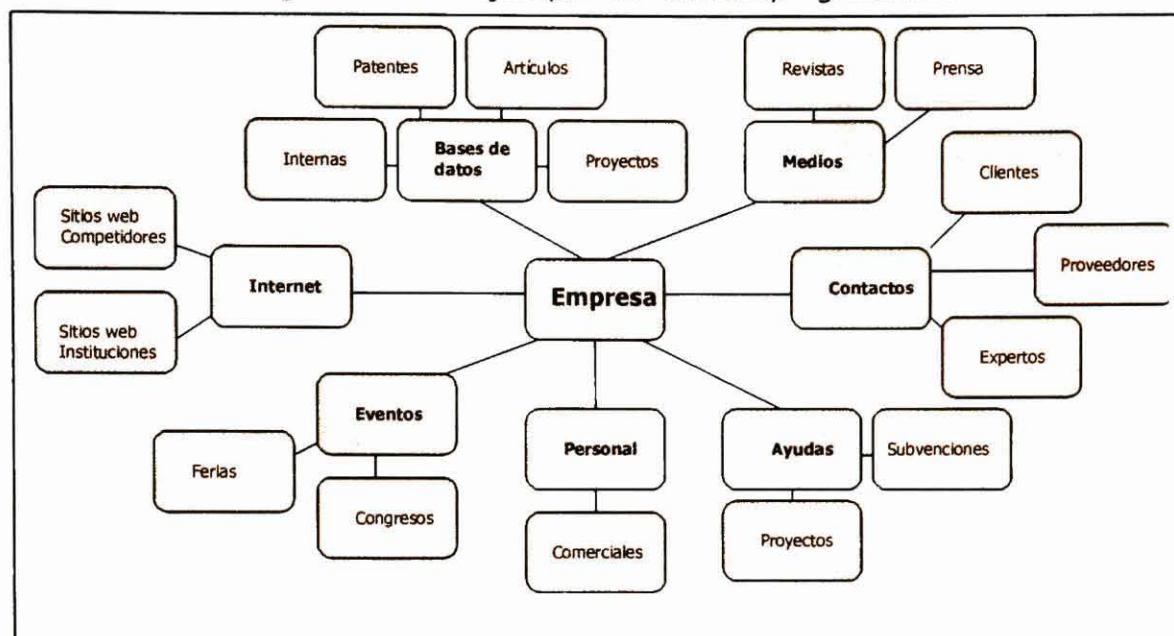 Patentes
Artículos
Revistas
Prensa
Internas
Bases de
datos
Proyectos
Medios
Clientes
Sitios web
Competidores
Internet
Empresa
Contactos
Proveedores
Sitios web
Instituciones
Expertos
Eventos
Personal
Ayudas
Subvenciones
Ferias
Congresos
Comerciales
Proyectos